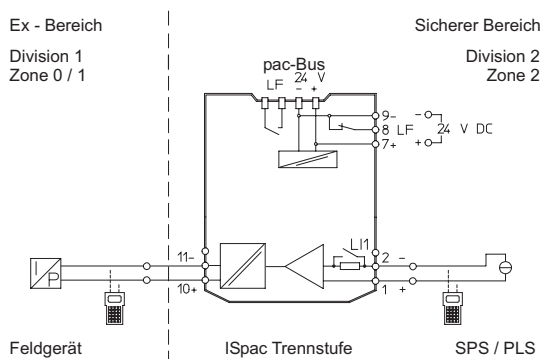 Ex - Bereich
Sicherer Bereich
Division 1
Zone 0 / 1
Division 2
Zone 2
pac-Bus
LF 24 V
- +
9- - 
8 LF 24 V DC
7+ +
LI1
11-
2 -
I
P
10+
1 +
Feldgerät
ISpac Trennstufe
SPS / PLS